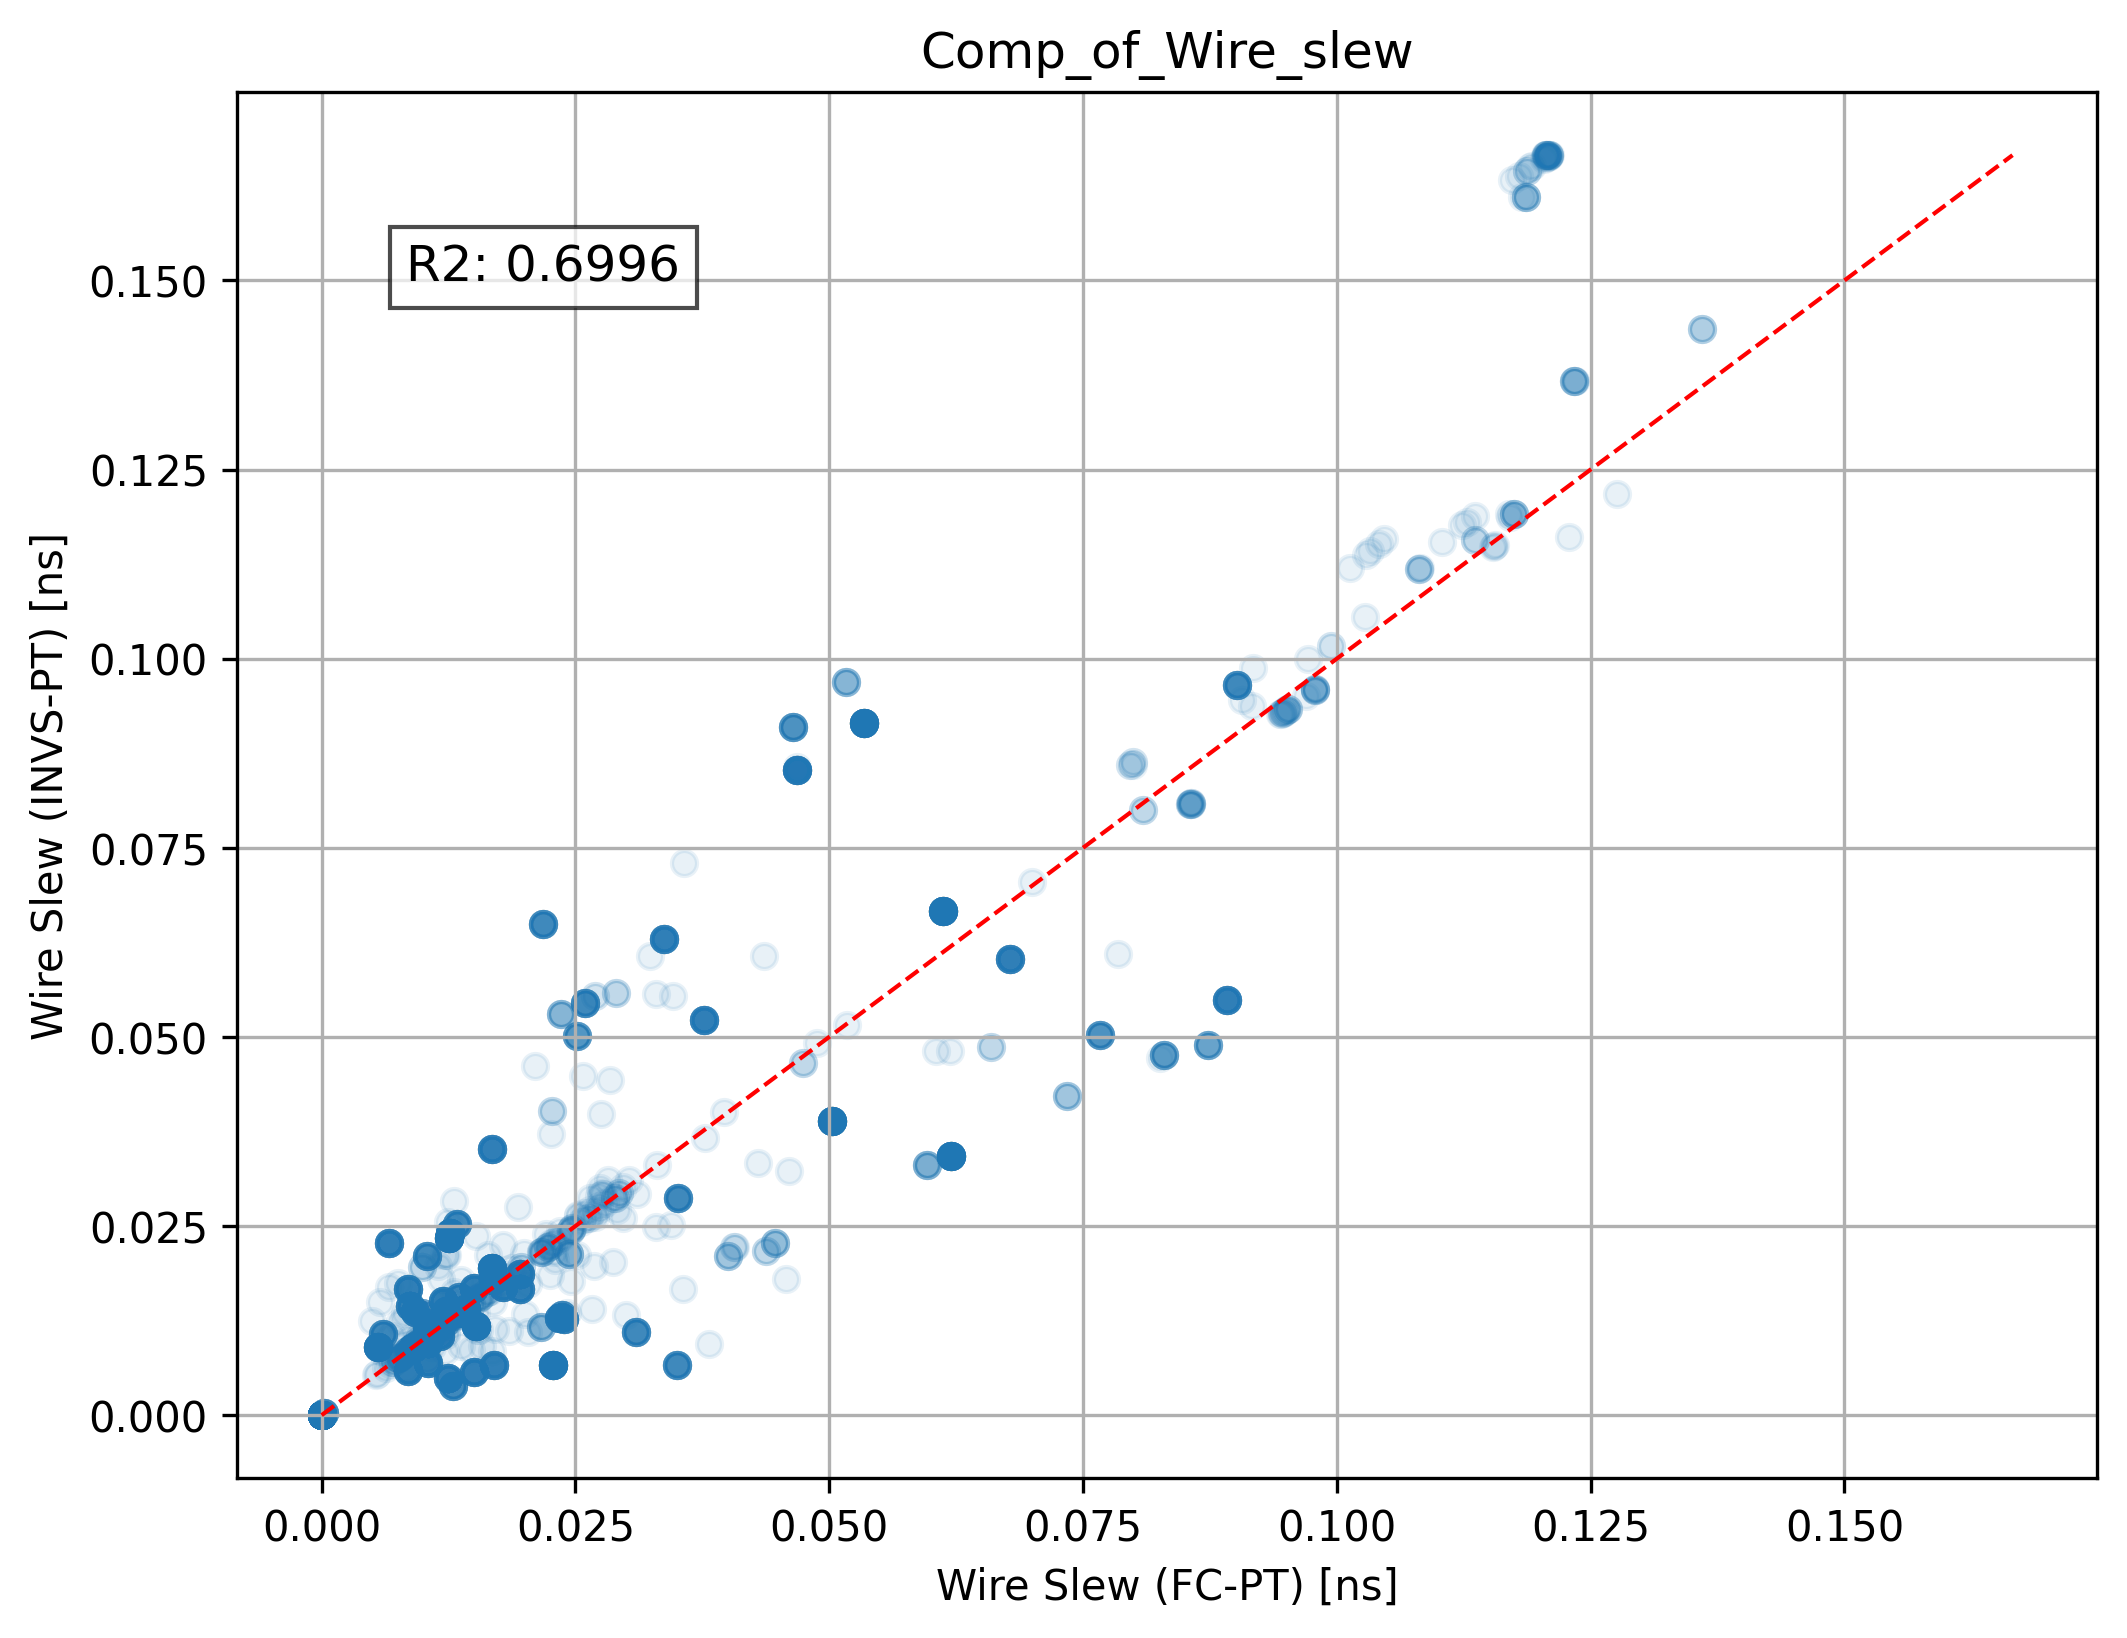 Comp_of_Wire_slew
R2: 0.6996
Wire Slew (INVS-PT) [ns]
0.150
0.125
0.100
0.075
0.050
0.025
0.000
0.000 0.025 0.050 0.075 0.100 0.125 0.150
Wire Slew (FC-PT) [ns]